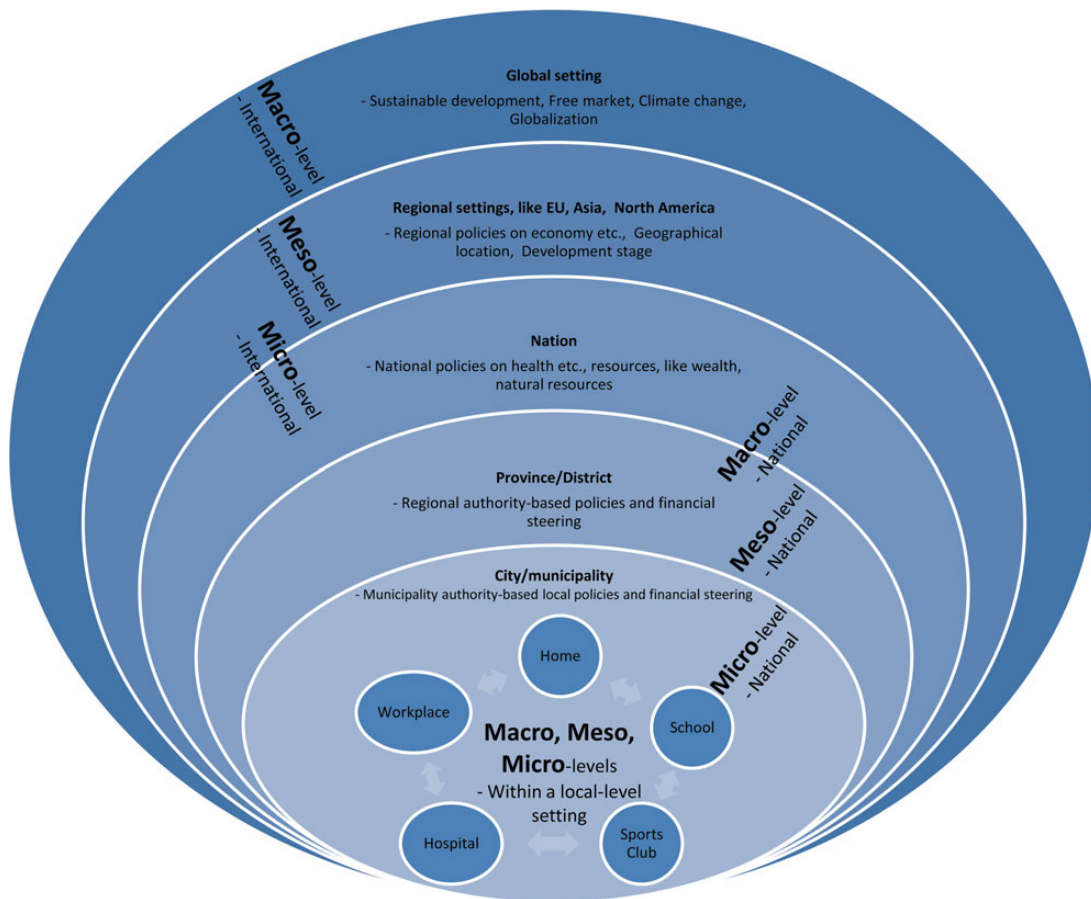 Global setting
- Sustainable development, Free market, Climate change,
Globalization
Macro-level
- International
Regional settings, like EU, Asia, North America
- Regional policies on economy etc., Geographical
location, Development stage
Meso-level
- International
Nation
- National policies on health etc., resources, like wealth,
natural resources
Micro-level
- International
Macro-level
- National
Province/District
- Regional authority-based policies and financial
steering
Meso-level
- National
City/municipality
- Municipality authority-based local policies and financial steering
Micro-level
- National
Home
Workplace
School
Macro, Meso,
Micro-levels
- Within a local-level
setting
Hospital
Sports
Club